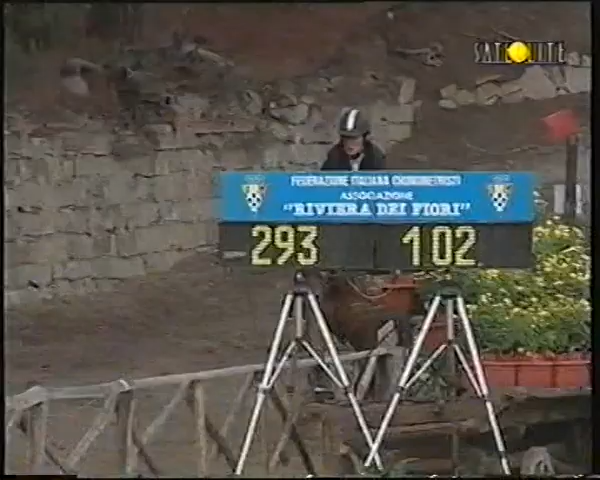 SATELLITE
FEDERAZIONE ITALIANA CRONOMETRISTI
ASSOCIAZIONE
"RIVIERA DEI FIORI"
293 102